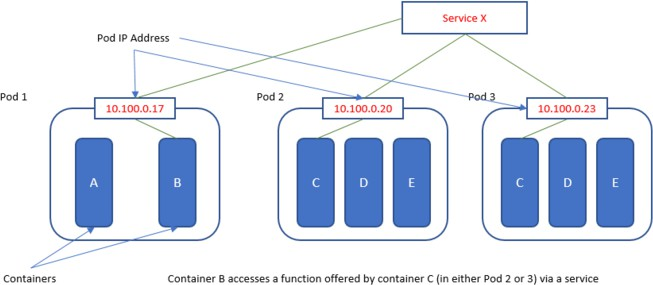 Service X
Pod IP Address
Pod 1
10.100.0.17
Pod 2
10.100.0.20
Pod 3
10.100.0.23
A
B
C
D
E
C
D
E
Containers
Container B accesses a function offered by container C (in either Pod 2 or 3) via a service